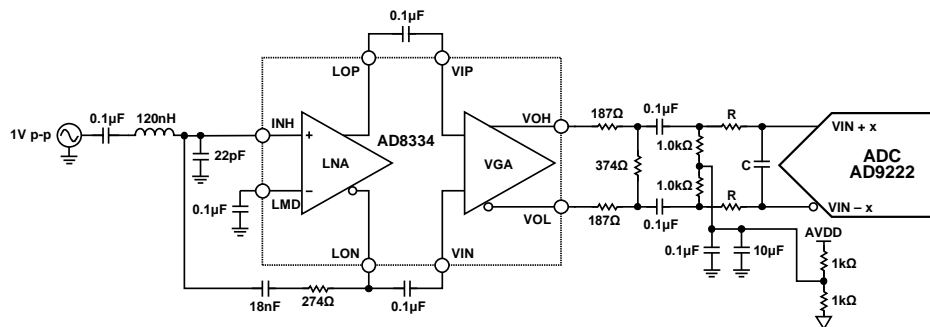 0.1µF
LOP
VIP
1V p-p
0.1µF
120nH
INH
22pF
LMD
0.1µF
+
–
LNA
AD8334
VGA
VOH
VOL
LON
VIN
18nF
274Ω
0.1µF
187Ω
0.1µF
R
374Ω
1.0kΩ
1.0kΩ
C
187Ω
0.1µF
R
VIN + x
ADC
AD9222
VIN – x
0.1µF
10µF
AVDD
1kΩ
1kΩ